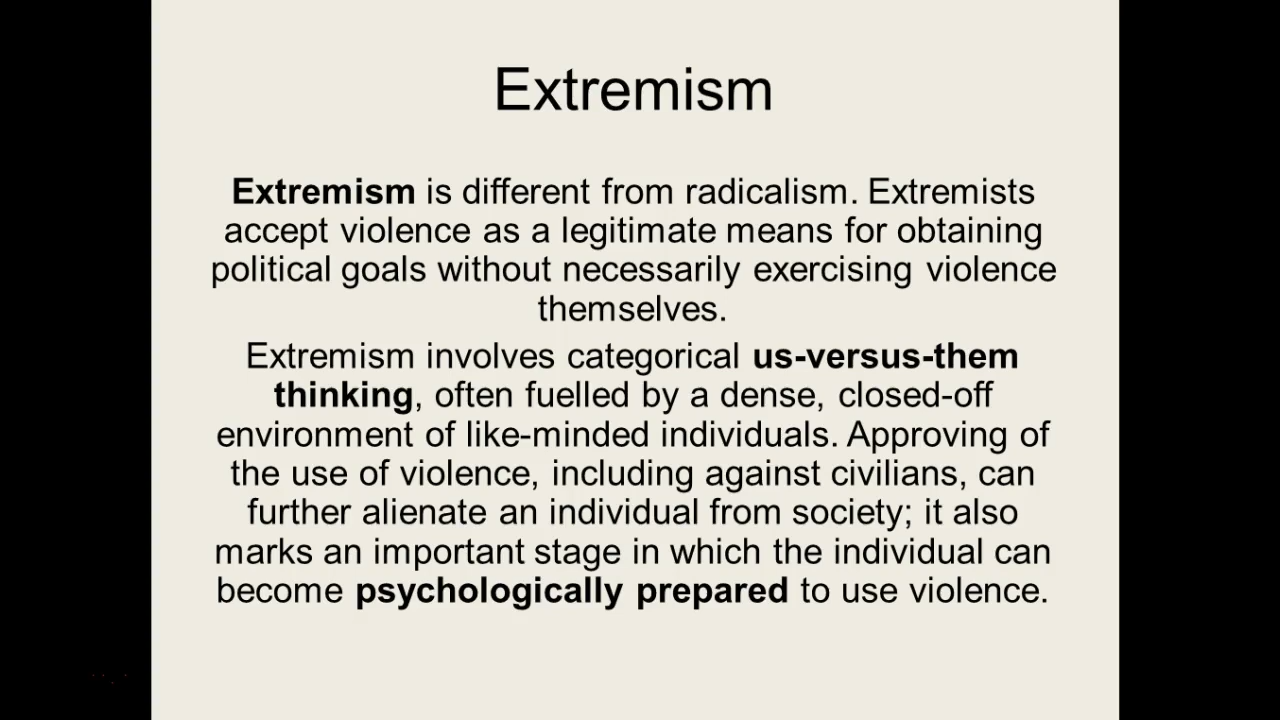 Extremism
Extremism is different from radicalism. Extremists
accept violence as a legitimate means for obtaining
political goals without necessarily exercising violence
themselves.
Extremism involves categorical us-versus-them
thinking, often fuelled by a dense, closed-off
environment of like-minded individuals. Approving of
the use of violence, including against civilians, can
further alienate an individual from society; it also
marks an important stage in which the individual can
become psychologically prepared to use violence.